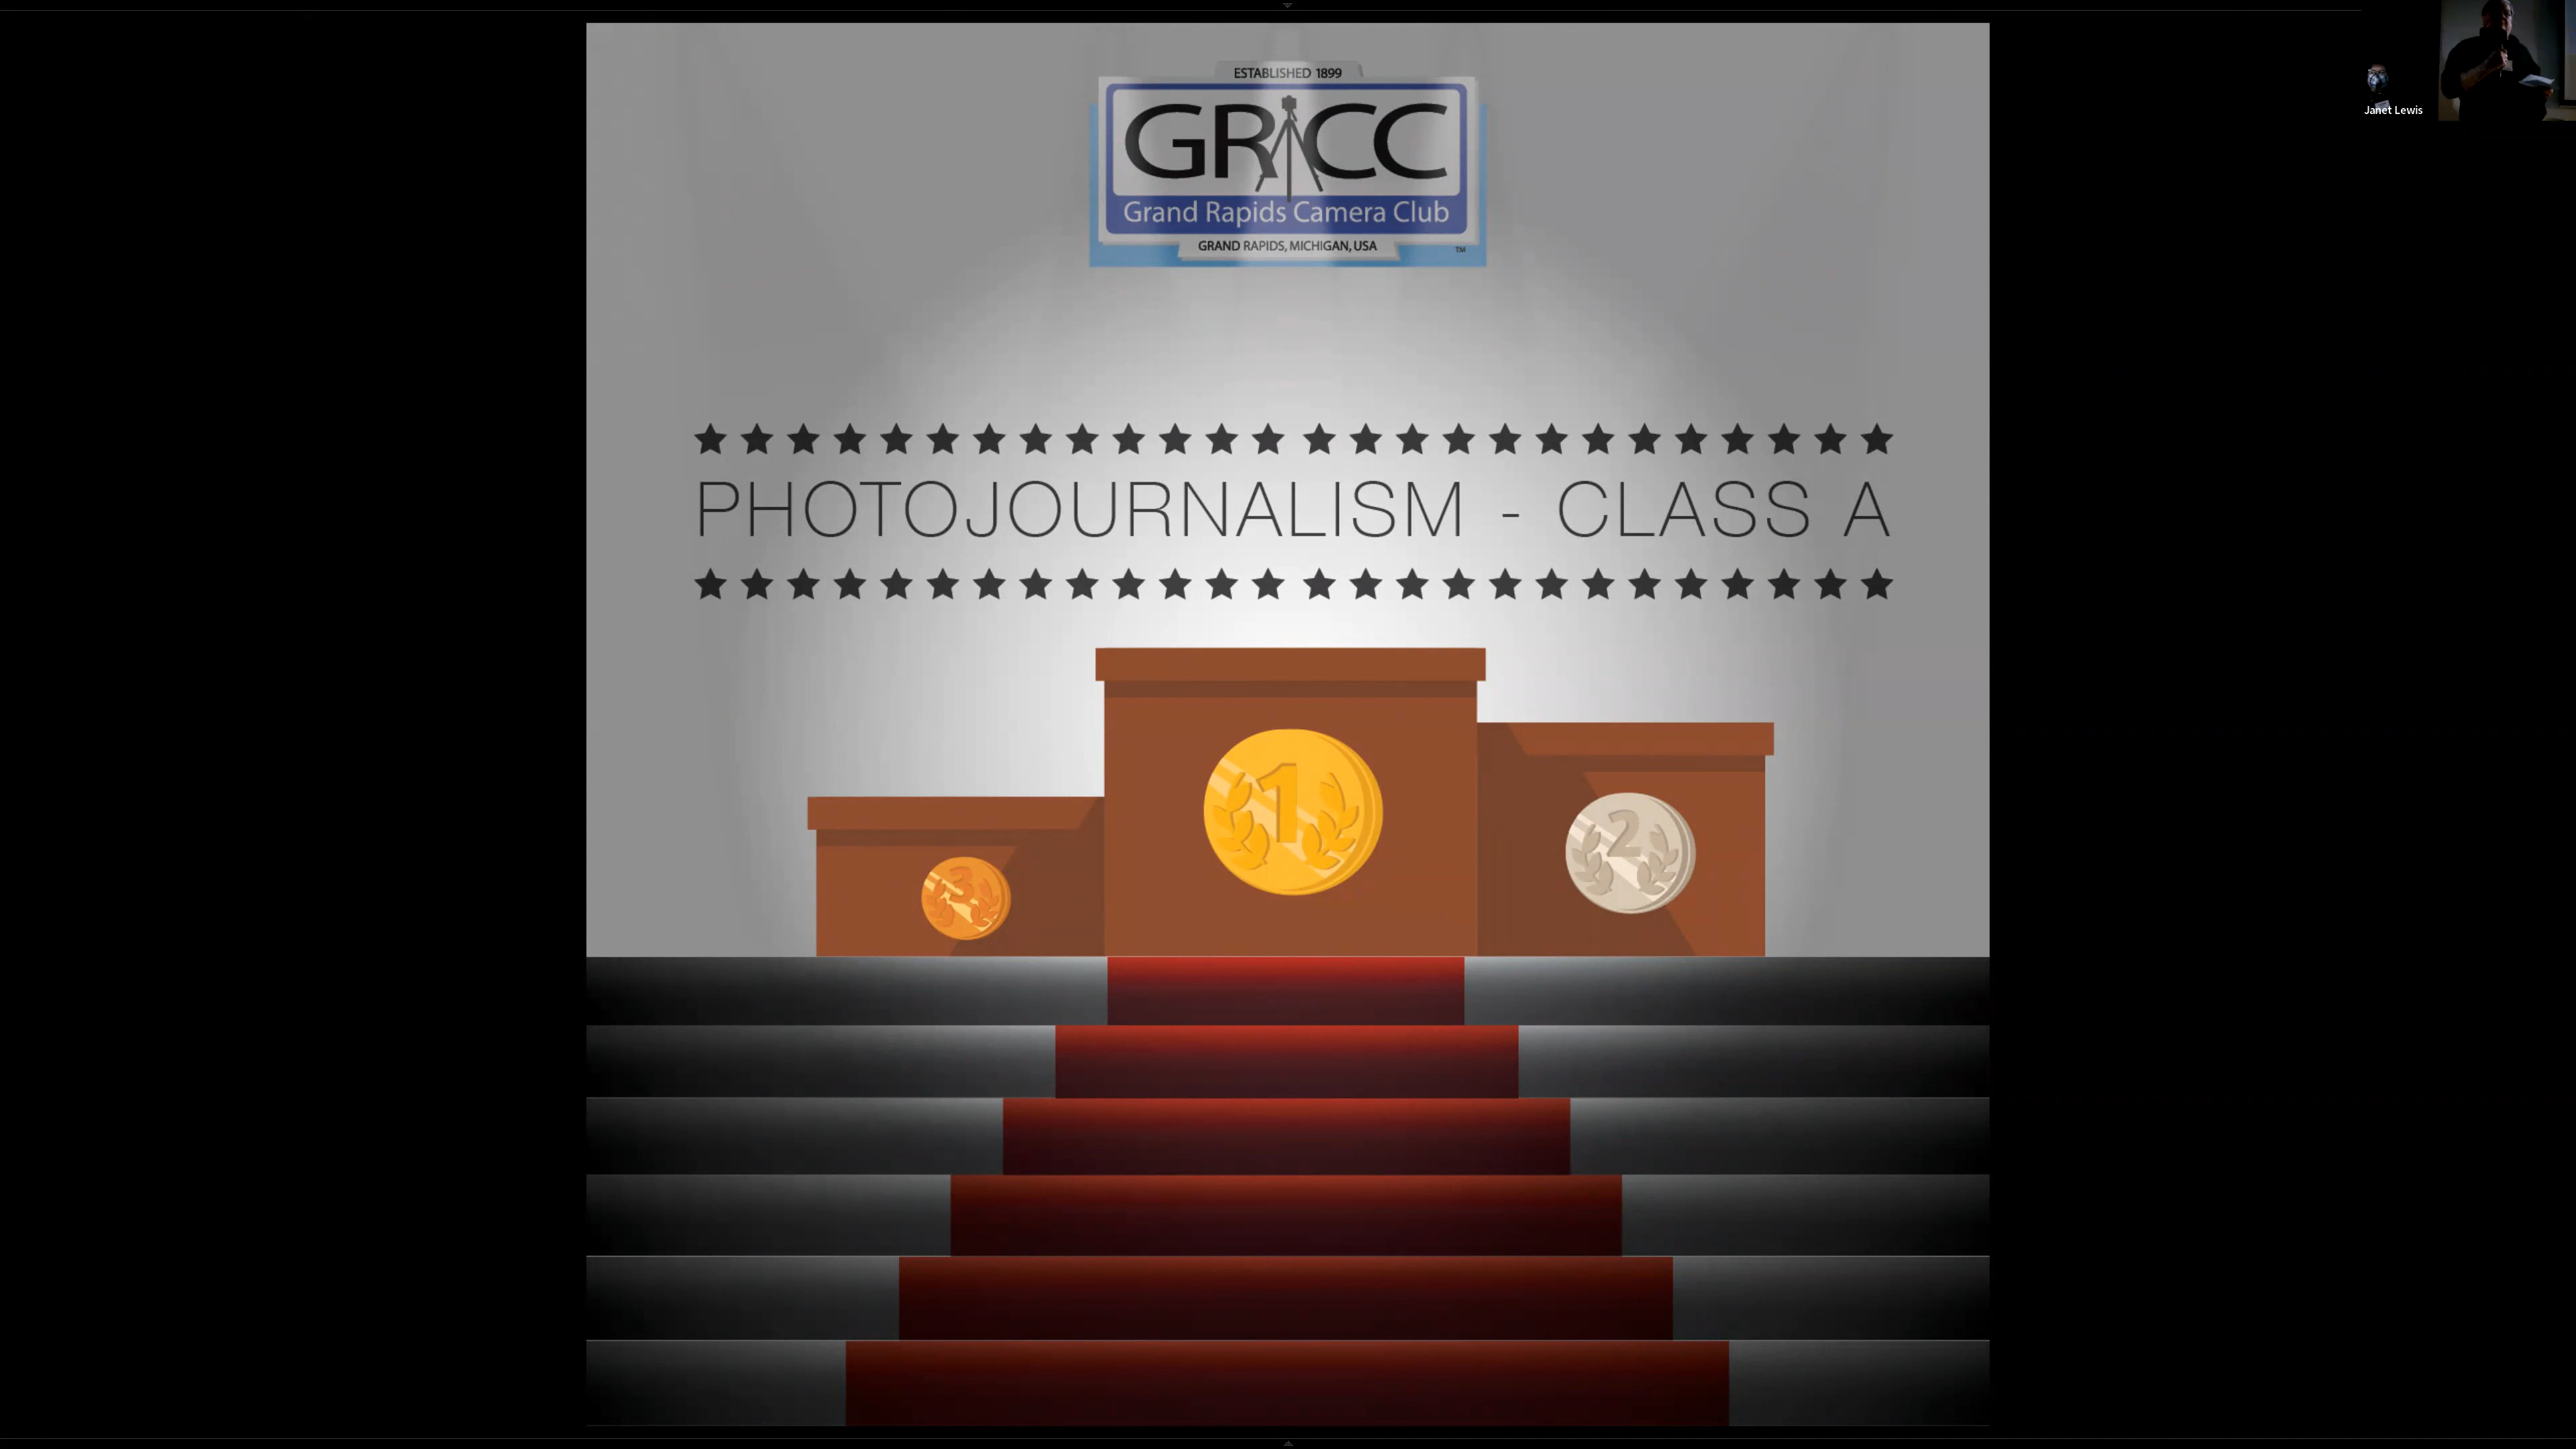 ESTABLISHED 1899
GRCC
Grand Rapids Camera Club
GRAND RAPIDS, MICHIGAN, USA
TM
PHOTOJOURNALISM - CLASS A
1
2
3
Janet Lewis